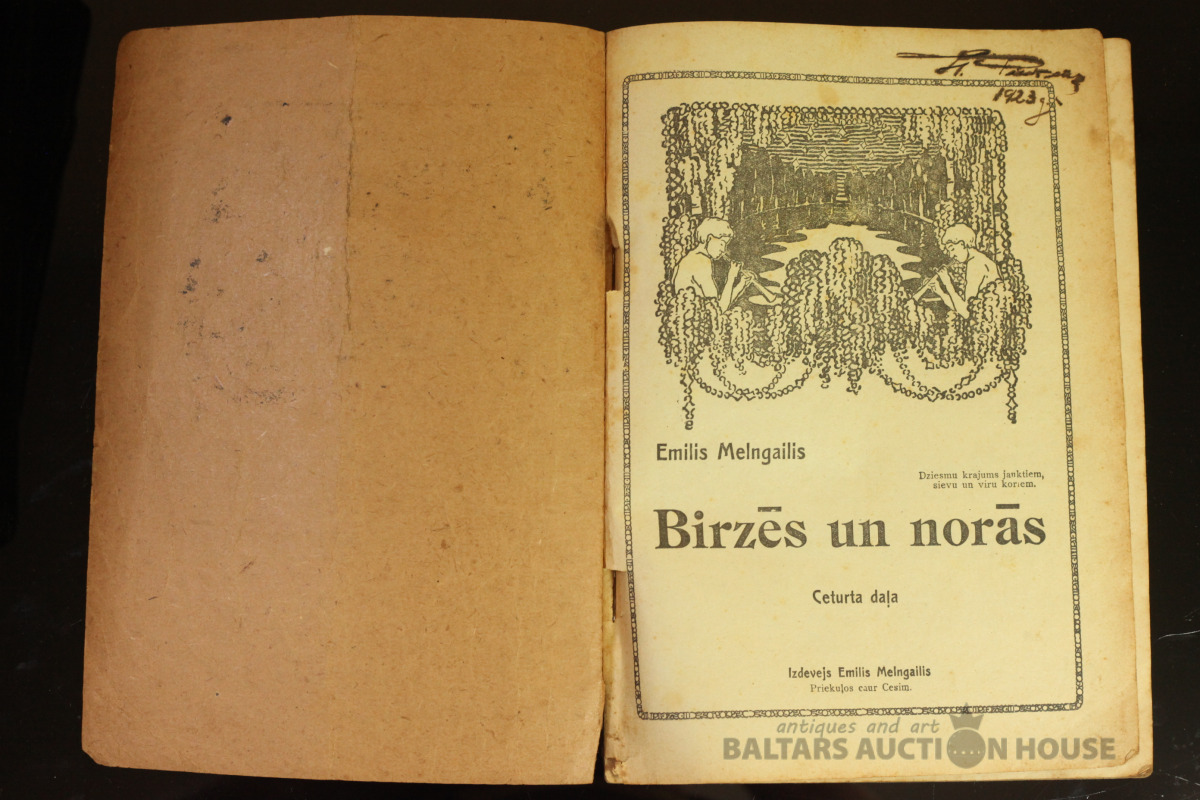 1923
Emilis Melngailis
Dziesmu krajums jauktiem,
sievu un viru koriem.
Birzēs un norās
Ceturta daļa
Izdevejs Emilis Melngailis
Priekuļos caur Cesim.
antiques and art
BALTARS AUCTION HOUSE